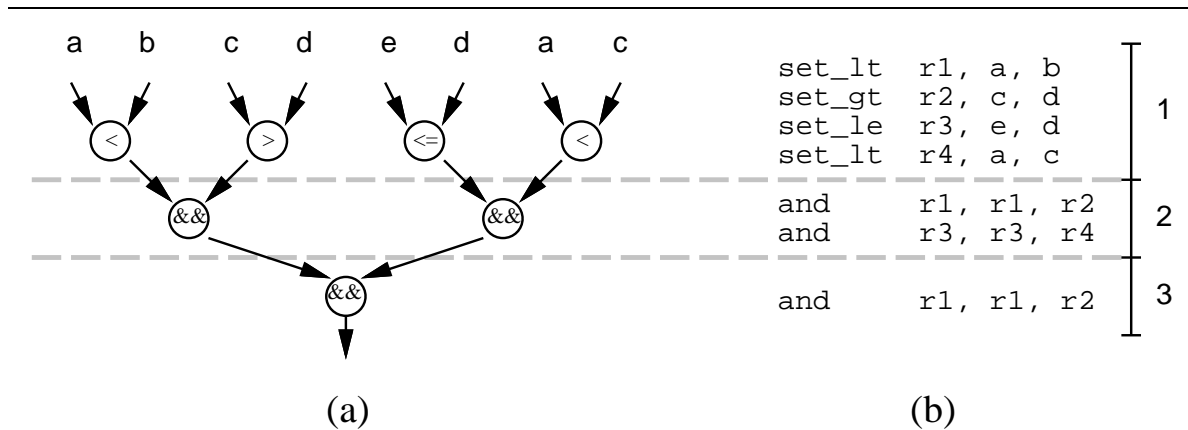 a b c d e d a c
< > <= <
&& &&
&&
(a)
set_lt r1, a, b
set_gt r2, c, d
set_le r3, e, d
set_lt r4, a, c
1
and r1, r1, r2
and r3, r3, r4
2
and r1, r1, r2
3
(b)